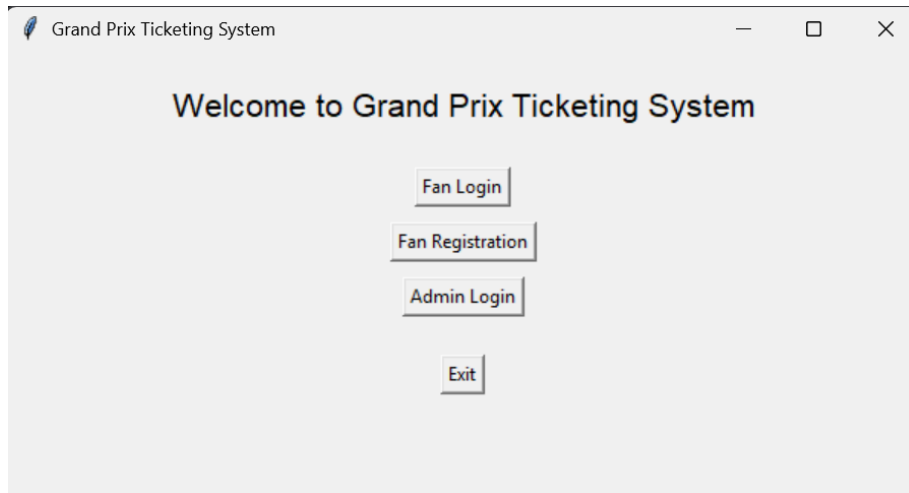 Grand Prix Ticketing System
Welcome to Grand Prix Ticketing System
Fan Login
Fan Registration
Admin Login
Exit